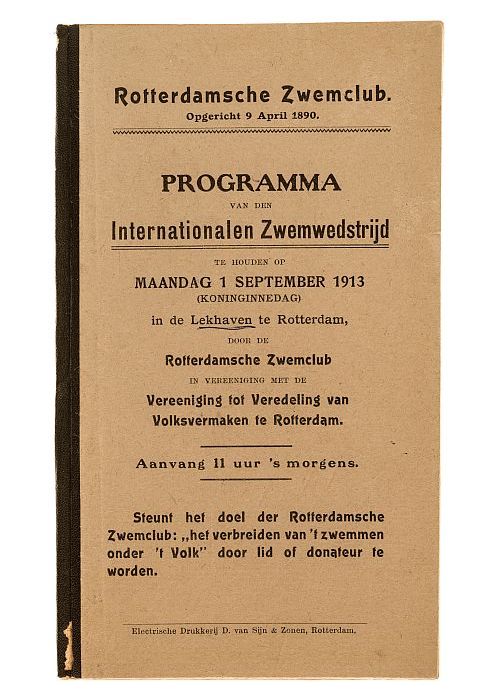 Rotterdamsche Zwemclub.
Opgericht 9 April 1890.
PROGRAMMA
VAN DEN
Internationalen Zwemwedstrijd
TE HOUDEN OP
MAANDAG 1 SEPTEMBER 1913
(KONINGINNEDAG)
in de Lekhaven te Rotterdam,
DOOR DE
Rotterdamsche Zwemclub
IN VEREENIGING MET DE
Vereeniging tot Veredeling van
Volksvermaken te Rotterdam.
Aanvang 11 uur 's morgens.
Steunt het doel der Rotterdamsche
Zwemclub: „het verbreiden van 't zwemmen
onder 't Volk" door lid of donateur te
worden.
Electrische Drukkerij D. van Sijn & Zonen, Rotterdam.